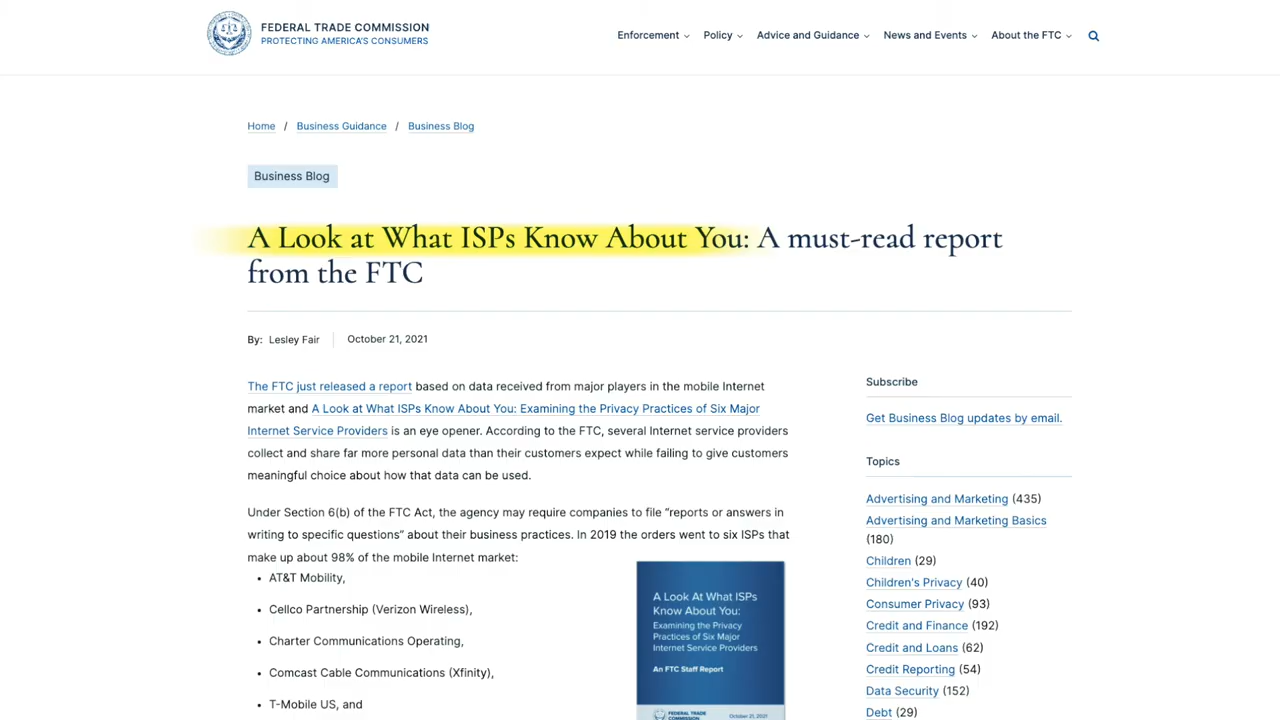 FEDERAL TRADE COMMISSION
PROTECTING AMERICA'S CONSUMERS
Enforcement Policy Advice and Guidance News and Events About the FTC
Home / Business Guidance / Business Blog
Business Blog
A Look at What ISPs Know About You: A must-read report
from the FTC
By: Lesley Fair October 21, 2021
The FTC just released a report based on data received from major players in the mobile Internet
market and A Look at What ISPs Know About You: Examining the Privacy Practices of Six Major
Internet Service Providers is an eye opener. According to the FTC, several Internet service providers
collect and share far more personal data than their customers expect while failing to give customers
meaningful choice about how that data can be used.
Under Section 6(b) of the FTC Act, the agency may require companies to file “reports or answers in
writing to specific questions” about their business practices. In 2019 the orders went to six ISPs that
make up about 98% of the mobile Internet market:
• AT&T Mobility,
• Cellco Partnership (Verizon Wireless),
• Charter Communications Operating,
• Comcast Cable Communications (Xfinity),
• T-Mobile US, and
A Look At What ISPs
Know About You:
Examining the Privacy
Practices of Six Major
Internet Service Providers
An FTC Staff Report
FEDERAL TRADE
COMMISSION
October 21, 2021
Subscribe
Get Business Blog updates by email.
Topics
Advertising and Marketing (435)
Advertising and Marketing Basics
(180)
Children (29)
Children's Privacy (40)
Consumer Privacy (93)
Credit and Finance (192)
Credit and Loans (62)
Credit Reporting (54)
Data Security (152)
Debt (29)